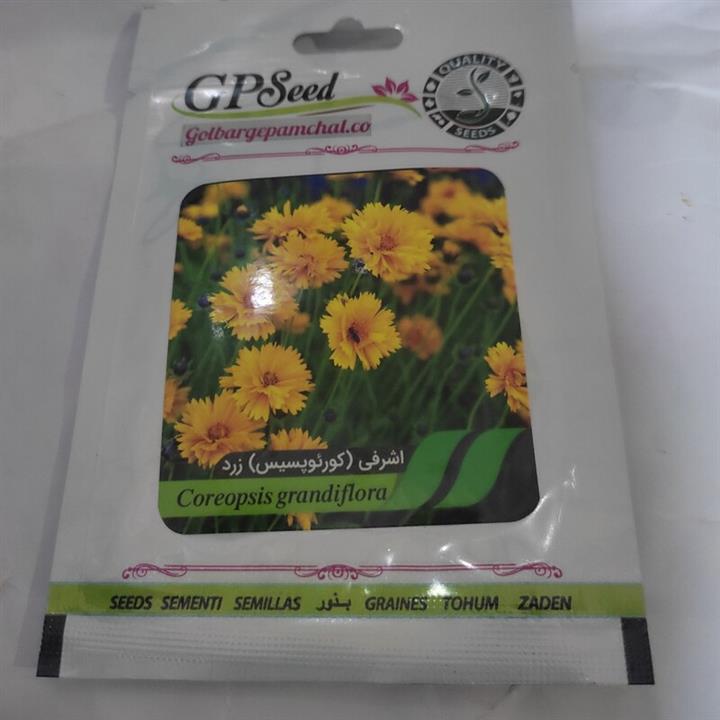 GPSeed
Golbargepamchal.co
QUALITY
SEEDS
اشرفی (کورئوپسیس) زرد
Coreopsis grandiflora
SEEDS SEMENTI SEMILLAS بذور GRAINES TOHUM ZADEN